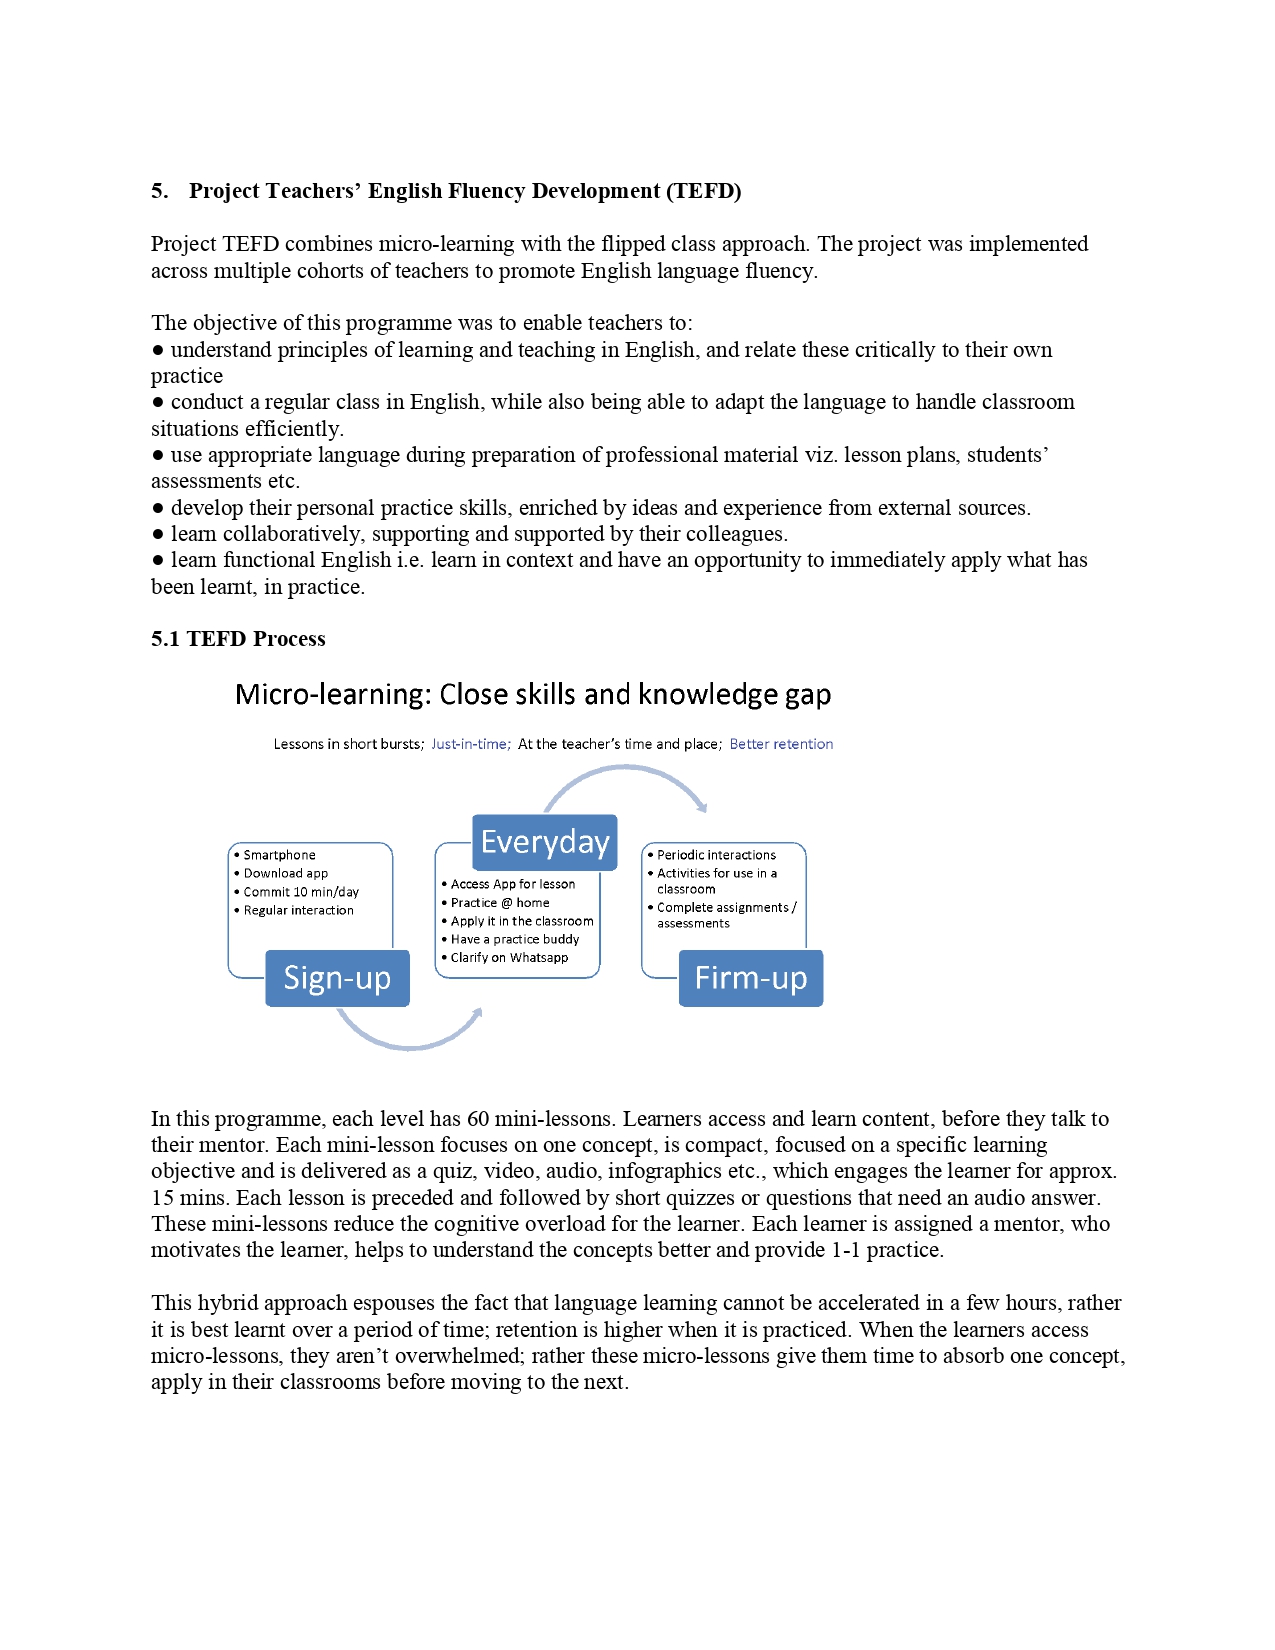 5. Project Teachers’ English Fluency Development (TEFD)
Project TEFD combines micro-learning with the flipped class approach. The project was implemented
across multiple cohorts of teachers to promote English language fluency.
The objective of this programme was to enable teachers to:
● understand principles of learning and teaching in English, and relate these critically to their own
practice
● conduct a regular class in English, while also being able to adapt the language to handle classroom
situations efficiently.
● use appropriate language during preparation of professional material viz. lesson plans, students’
assessments etc.
● develop their personal practice skills, enriched by ideas and experience from external sources.
● learn collaboratively, supporting and supported by their colleagues.
● learn functional English i.e. learn in context and have an opportunity to immediately apply what has
been learnt, in practice.
5.1 TEFD Process
Micro-learning: Close skills and knowledge gap
Lessons in short bursts; Just-in-time; At the teacher’s time and place; Better retention
• Smartphone
• Download app
• Commit 10 min/day
• Regular interaction
Sign-up
Everyday
• Access App for lesson
• Practice @ home
• Apply it in the classroom
• Have a practice buddy
• Clarify on Whatsapp
• Periodic interactions
• Activities for use in a
classroom
• Complete assignments /
assessments
Firm-up
In this programme, each level has 60 mini-lessons. Learners access and learn content, before they talk to
their mentor. Each mini-lesson focuses on one concept, is compact, focused on a specific learning
objective and is delivered as a quiz, video, audio, infographics etc., which engages the learner for approx.
15 mins. Each lesson is preceded and followed by short quizzes or questions that need an audio answer.
These mini-lessons reduce the cognitive overload for the learner. Each learner is assigned a mentor, who
motivates the learner, helps to understand the concepts better and provide 1-1 practice.
This hybrid approach espouses the fact that language learning cannot be accelerated in a few hours, rather
it is best learnt over a period of time; retention is higher when it is practiced. When the learners access
micro-lessons, they aren’t overwhelmed; rather these micro-lessons give them time to absorb one concept,
apply in their classrooms before moving to the next.